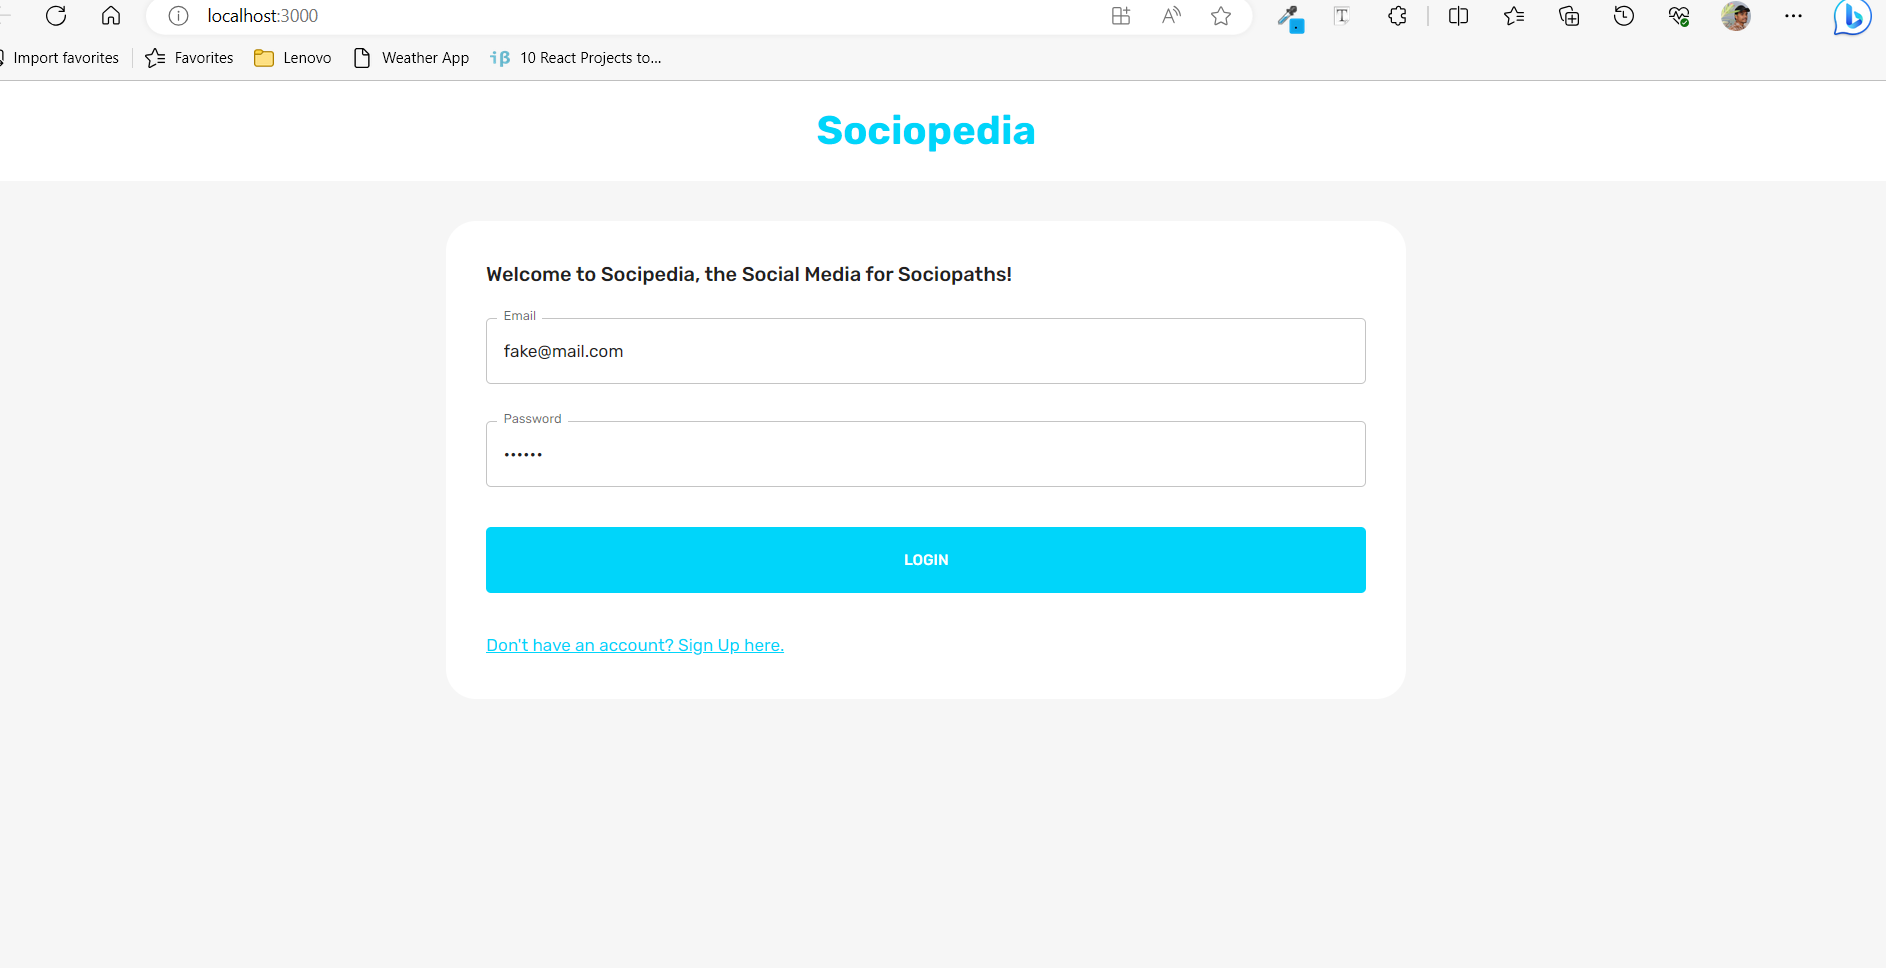 localhost:3000
Import favorites Favorites Lenovo Weather App iβ 10 React Projects to...
Sociopedia
Welcome to Socipedia, the Social Media for Sociopaths!
Email
fake@mail.com
Password
••••••
LOGIN
Don't have an account? Sign Up here.